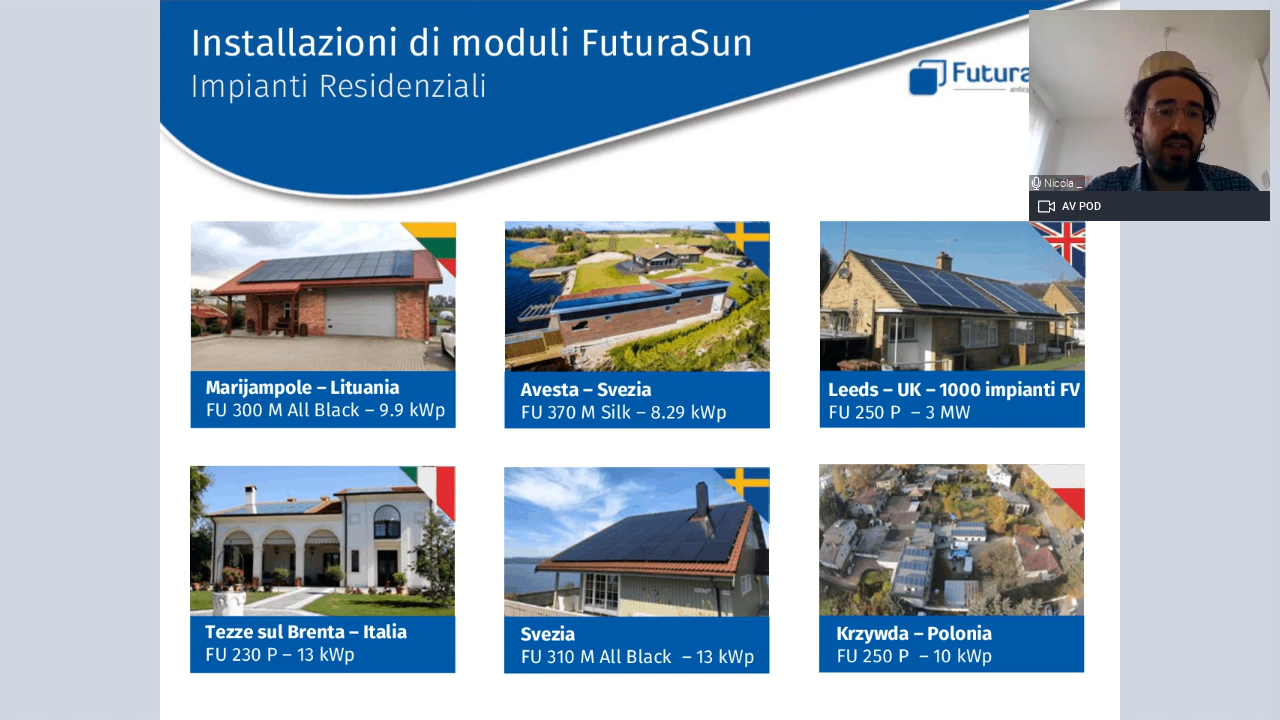 Installazioni di moduli FuturaSun
Impianti Residenziali
Futura
Nicola _
AV POD
Marijampole – Lituania
FU 300 M All Black – 9.9 kWp
Avesta – Svezia
FU 370 M Silk – 8.29 kWp
Leeds – UK – 1000 impianti FV
FU 250 P – 3 MW
Tezze sul Brenta – Italia
FU 230 P – 13 kWp
Svezia
FU 310 M All Black – 13 kWp
Krzywda – Polonia
FU 250 P – 10 kWp